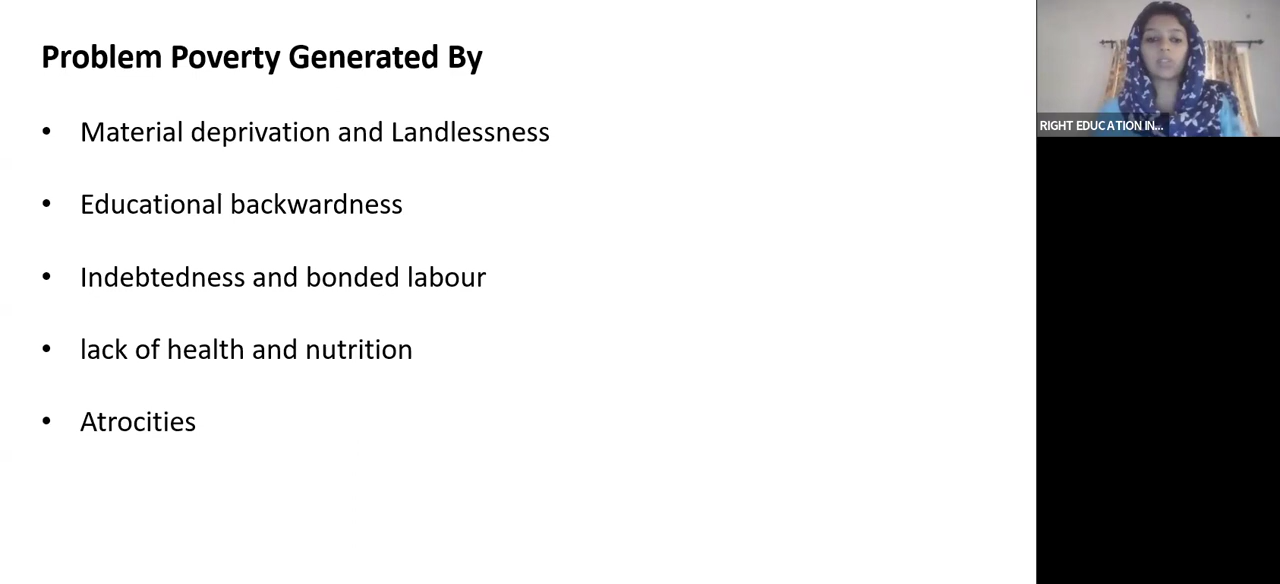 Problem Poverty Generated By
• Material deprivation and Landlessness
• Educational backwardness
• Indebtedness and bonded labour
• lack of health and nutrition
• Atrocities
RIGHT EDUCATION IN...